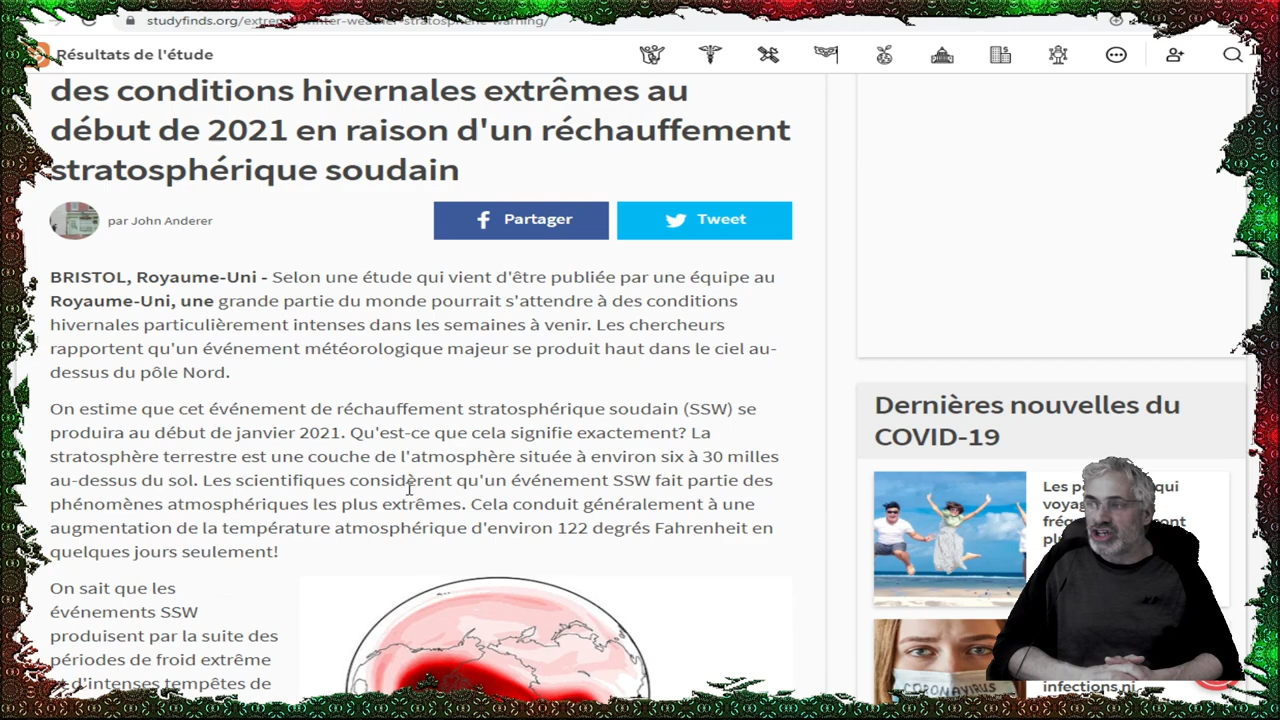 studyfinds.org/extreme-winter-weather-stratospheric-warning/
Résultats de l'étude
des conditions hivernales extrêmes au
début de 2021 en raison d'un réchauffement
stratosphérique soudain
par John Anderer
Partager
Tweet
BRISTOL, Royaume-Uni - Selon une étude qui vient d'être publiée par une équipe au
Royaume-Uni, une grande partie du monde pourrait s'attendre à des conditions
hivernales particulièrement intenses dans les semaines à venir. Les chercheurs
rapportent qu'un événement météorologique majeur se produit haut dans le ciel au-
dessus du pôle Nord.
On estime que cet événement de réchauffement stratosphérique soudain (SSW) se
produira au début de janvier 2021. Qu'est-ce que cela signifie exactement? La
stratosphère terrestre est une couche de l'atmosphère située à environ six à 30 milles
au-dessus du sol. Les scientifiques considèrent qu'un événement SSW fait partie des
phénomènes atmosphériques les plus extrêmes. Cela conduit généralement à une
augmentation de la température atmosphérique d'environ 122 degrés Fahrenheit en
quelques jours seulement!
On sait que les
événements SSW
produisent par la suite des
périodes de froid extrême
et d'intenses tempêtes de
Dernières nouvelles du
COVID-19
Les qui
CORONAVIRUS
infections ni